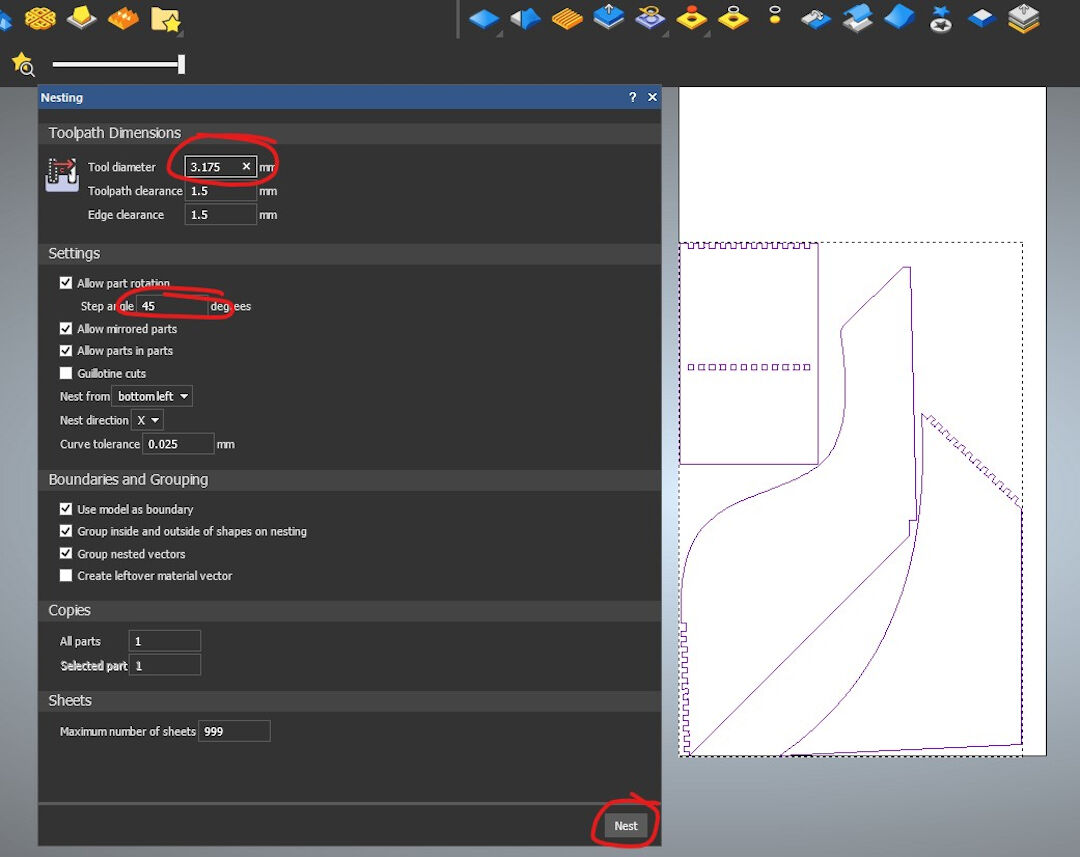 Nesting ? ×
Toolpath Dimensions
Tool diameter 3.175 × mm
Toolpath clearance 1.5 mm
Edge clearance 1.5 mm
Settings
Allow part rotation
Step angle 45 degrees
Allow mirrored parts
Allow parts in parts
Guillotine cuts
Nest from bottom left
Nest direction X
Curve tolerance 0.025 mm
Boundaries and Grouping
Use model as boundary
Group inside and outside of shapes on nesting
Group nested vectors
Create leftover material vector
Copies
All parts 1
Selected part 1
Sheets
Maximum number of sheets 999
Nest